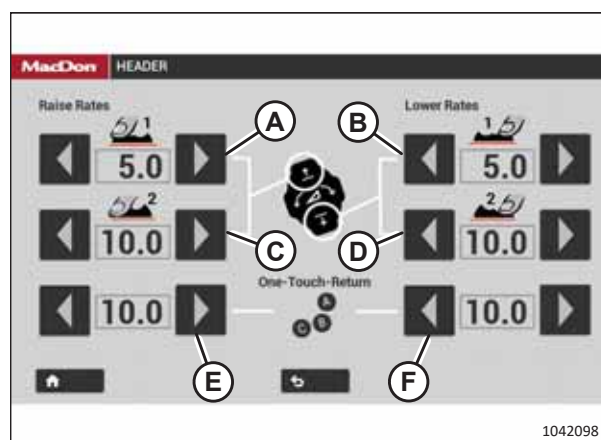 MacDon HEADER
Raise Rates
Lower Rates
A
B
1
1
5.0
5.0
2
2
10.0
10.0
C
D
One-Touch-Return
A
B
C
10.0
10.0
E
F
1042098